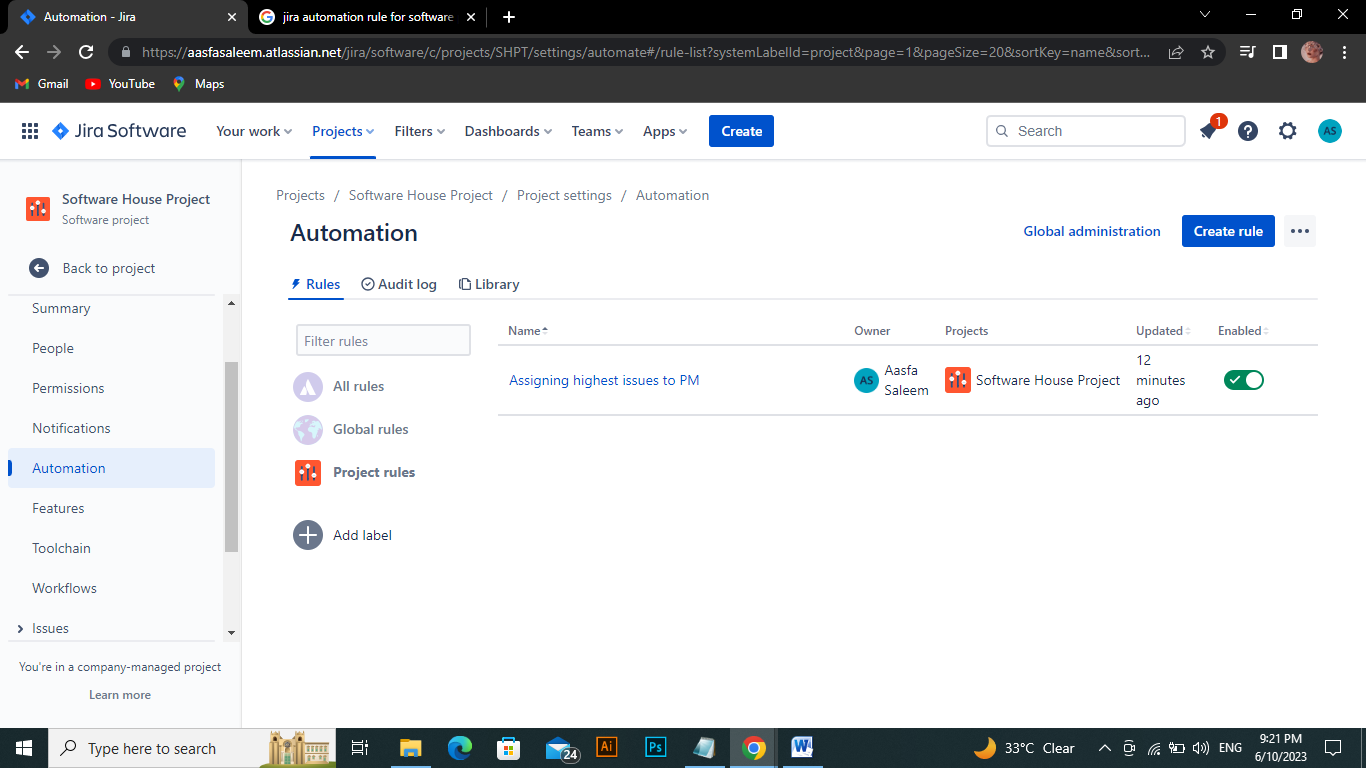 Automation - Jira
jira automation rule for software
https://aasfasaleem.atlassian.net/jira/software/c/projects/SHPT/settings/automate#/rule-list?systemLabelId=project&page=1&pageSize=20&sortKey=name&sort...
Gmail
YouTube
Maps
Jira Software
Your work
Projects
Filters
Dashboards
Teams
Apps
Create
Search
1
AS
Software House Project
Software project
Back to project
Summary
People
Permissions
Notifications
Automation
Features
Toolchain
Workflows
Issues
You're in a company-managed project
Learn more
Projects / Software House Project / Project settings / Automation
Automation
Global administration
Create rule
Rules
Audit log
Library
Filter rules
All rules
Global rules
Project rules
Add label
Name
Owner
Projects
Updated
Enabled
Assigning highest issues to PM
AS
Aasfa
Saleem
Software House Project
12
minutes
ago
Type here to search
24
Ai
Ps
W
33°C Clear
ENG
9:21 PM
6/10/2023